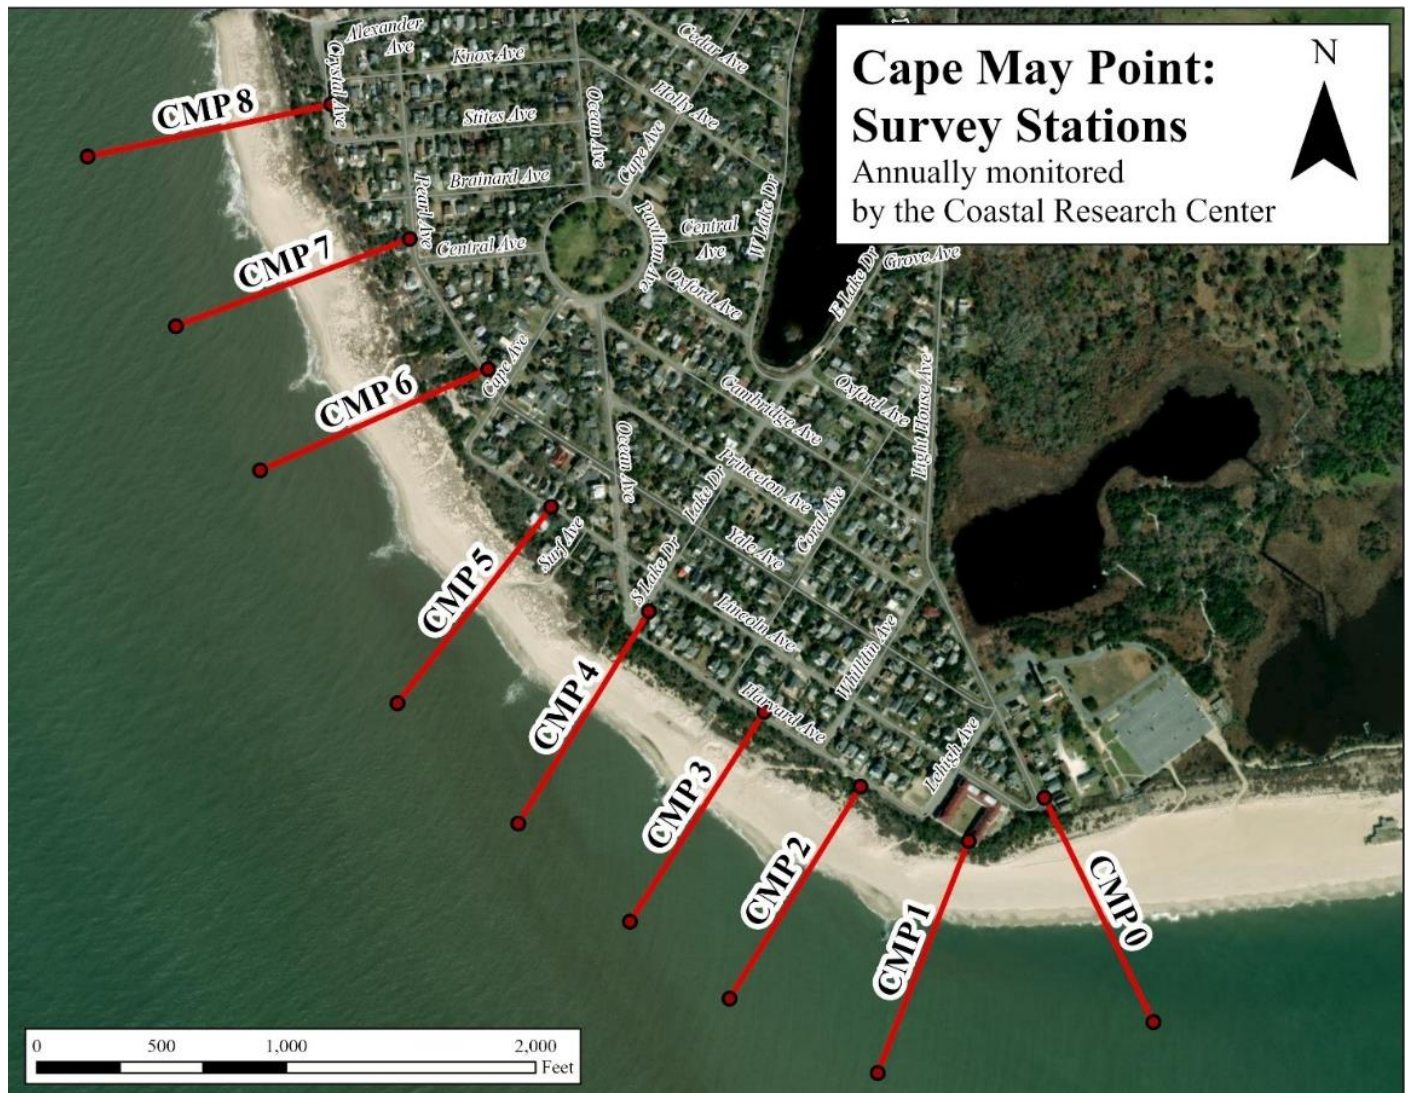 Cape May Point:
Survey Stations
Annually monitored
by the Coastal Research Center
N
Alexander
Ave
Crystal Ave
Knox Ave
Cedar Ave
Holly Ave
Stites Ave
Ocean Ave
Cape Ave
Brainard Ave
Pearl Ave
Central Ave
Pavilion Ave
Central
Ave
W Lake Dr
Oxford Ave
E Lake Dr
Grove Ave
CMP 8
CMP 7
CMP 6
Cape Ave
Cambridge Ave
Oxford Ave
Light House Ave
Ocean Ave
Lake Dr
Princeton Ave
Coral Ave
Surf Ave
Yale Ave
CMP 5
S Lake Dr
Lincoln Ave
Whilldin Ave
CMP 4
Harvard Ave
Lehigh Ave
CMP 3
CMP 2
CMP 1
CMP 0
0 500 1,000 2,000
Feet